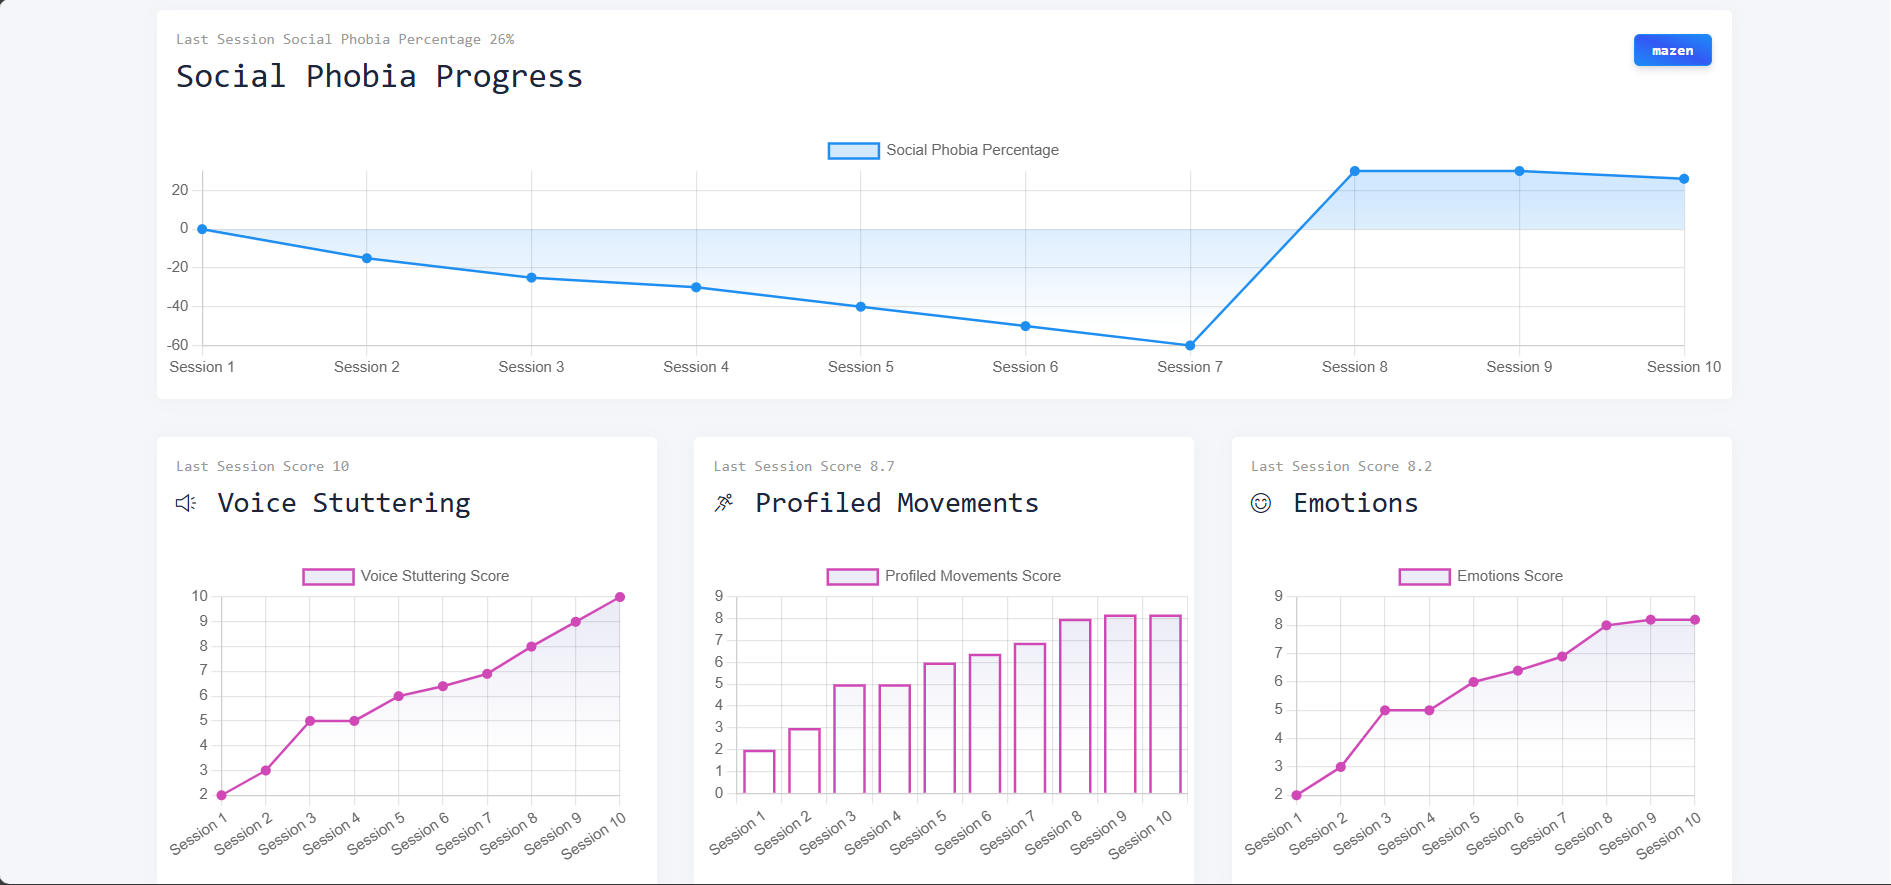 Last Session Social Phobia Percentage 26%
mazen
Social Phobia Progress
Social Phobia Percentage
20
0
-20
-40
-60
Session 1 Session 2 Session 3 Session 4 Session 5 Session 6 Session 7 Session 8 Session 9 Session 10
Last Session Score 10
Voice Stuttering
Voice Stuttering Score
10
9
8
7
6
5
4
3
2
Session 1 Session 2 Session 3 Session 4 Session 5 Session 6 Session 7 Session 8 Session 9 Session 10
Last Session Score 8.7
Profiled Movements
Profiled Movements Score
9
8
7
6
5
4
3
2
1
0
Session 1 Session 2 Session 3 Session 4 Session 5 Session 6 Session 7 Session 8 Session 9 Session 10
Last Session Score 8.2
Emotions
Emotions Score
9
8
7
6
5
4
3
2
Session 1 Session 2 Session 3 Session 4 Session 5 Session 6 Session 7 Session 8 Session 9 Session 10